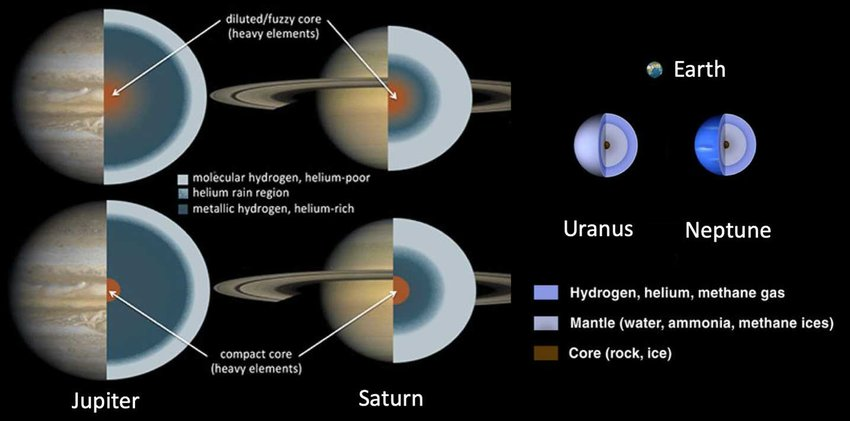 diluted/fuzzy core
(heavy elements)
molecular hydrogen, helium-poor
helium rain region
metallic hydrogen, helium-rich
compact core
(heavy elements)
Jupiter
Saturn
Earth
Uranus
Neptune
Hydrogen, helium, methane gas
Mantle (water, ammonia, methane ices)
Core (rock, ice)